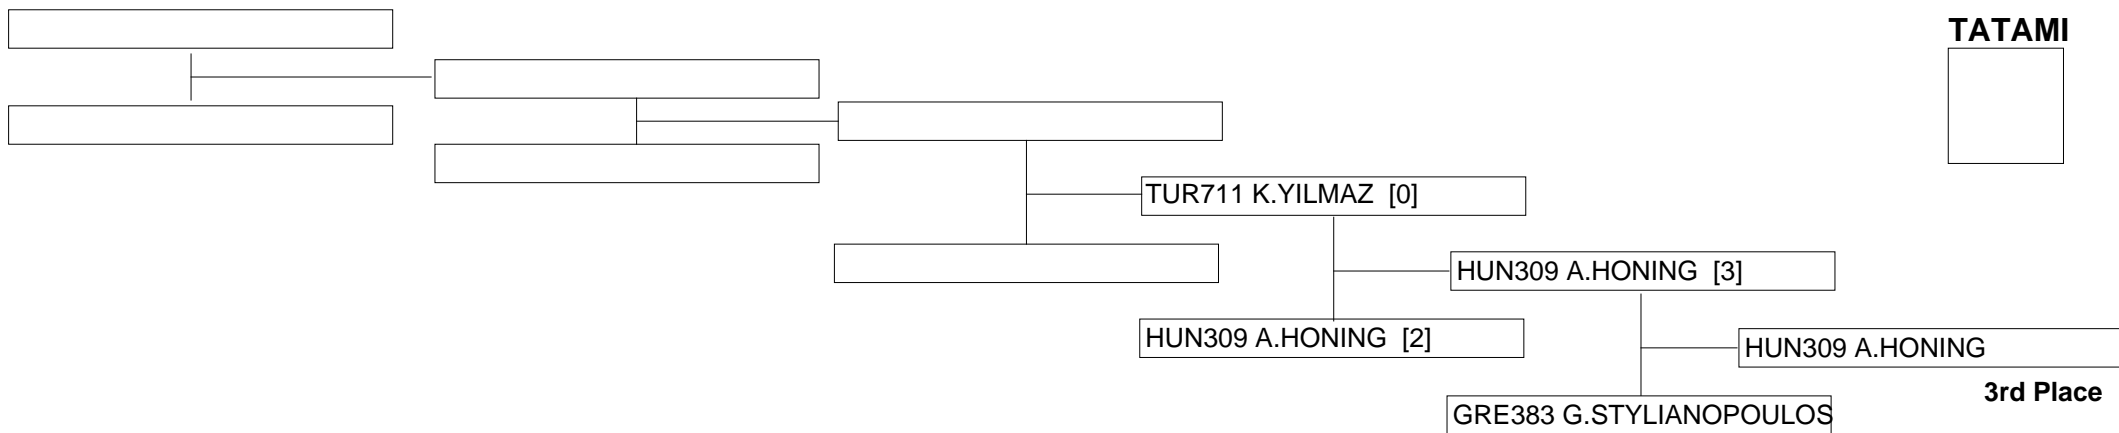 TATAMI
TUR711 K.YILMAZ [0]
HUN309 A.HONING [3]
HUN309 A.HONING [2]
HUN309 A.HONING
3rd Place
GRE383 G.STYLIANOPOULOS